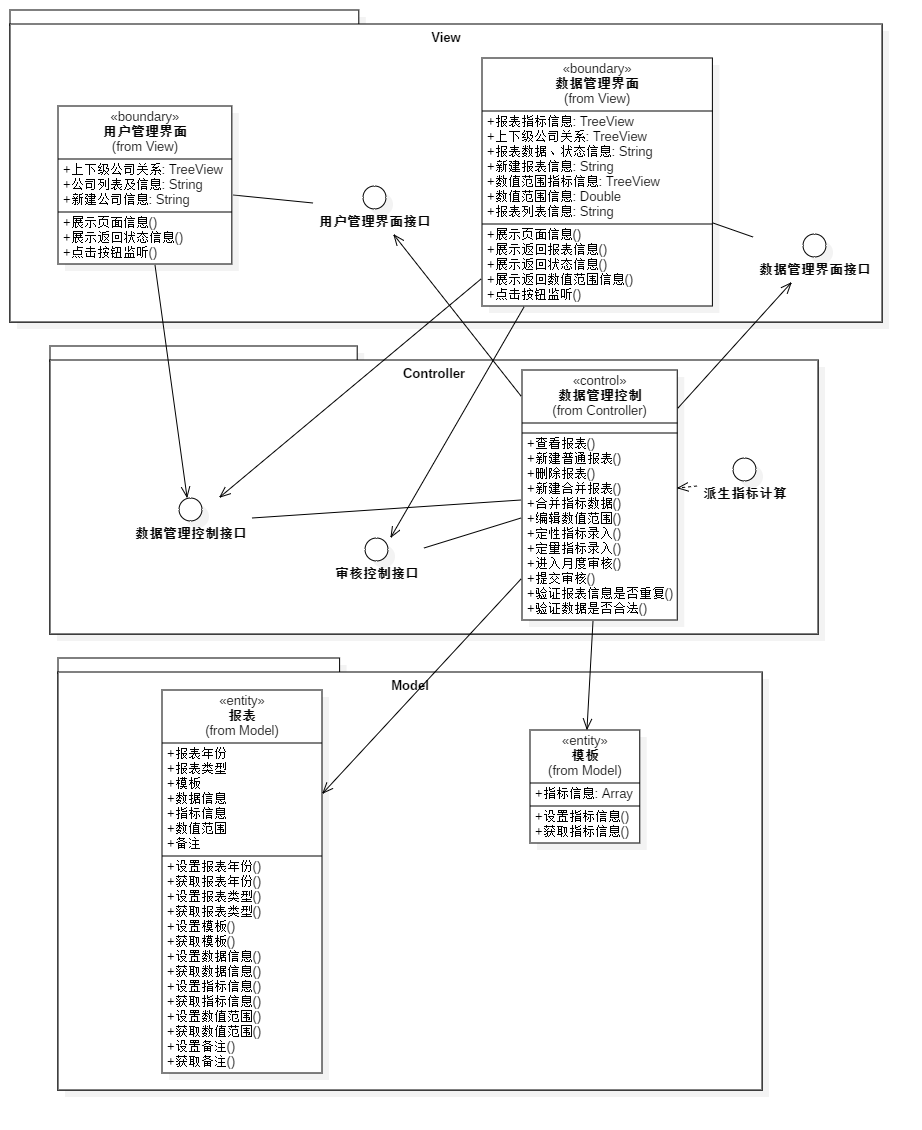 View
«boundary»
用户管理界面
(from View)
+上下级公司关系: TreeView
+公司列表及信息: String
+新建公司信息: String
+展示页面信息()
+展示返回状态信息()
+点击按钮监听()
用户管理界面接口
«boundary»
数据管理界面
(from View)
+报表指标信息: TreeView
+上下级公司关系: TreeView
+报表数据、状态信息: String
+新建报表信息: String
+数值范围指标信息: TreeView
+数值范围信息: Double
+报表列表信息: String
+展示页面信息()
+展示返回报表信息()
+展示返回状态信息()
+展示返回数值范围信息()
+点击按钮监听()
数据管理界面接口
Controller
«control»
数据管理控制
(from Controller)
+查看报表()
+新建普通报表()
+删除报表()
+新建合并报表()
+合并指标数据()
+编辑数值范围()
+定性指标录入()
+定量指标录入()
+进入月度审核()
+提交审核()
+验证报表信息是否重复()
+验证数据是否合法()
派生指标计算
数据管理控制接口
审核控制接口
Model
«entity»
报表
(from Model)
+报表年份
+报表类型
+模板
+数据信息
+指标信息
+数值范围
+备注
+设置报表年份()
+获取报表年份()
+设置报表类型()
+获取报表类型()
+设置模板()
+获取模板()
+设置数据信息()
+获取数据信息()
+设置指标信息()
+获取指标信息()
+设置数值范围()
+获取数值范围()
+设置备注()
+获取备注()
«entity»
模板
(from Model)
+指标信息: Array
+设置指标信息()
+获取指标信息()